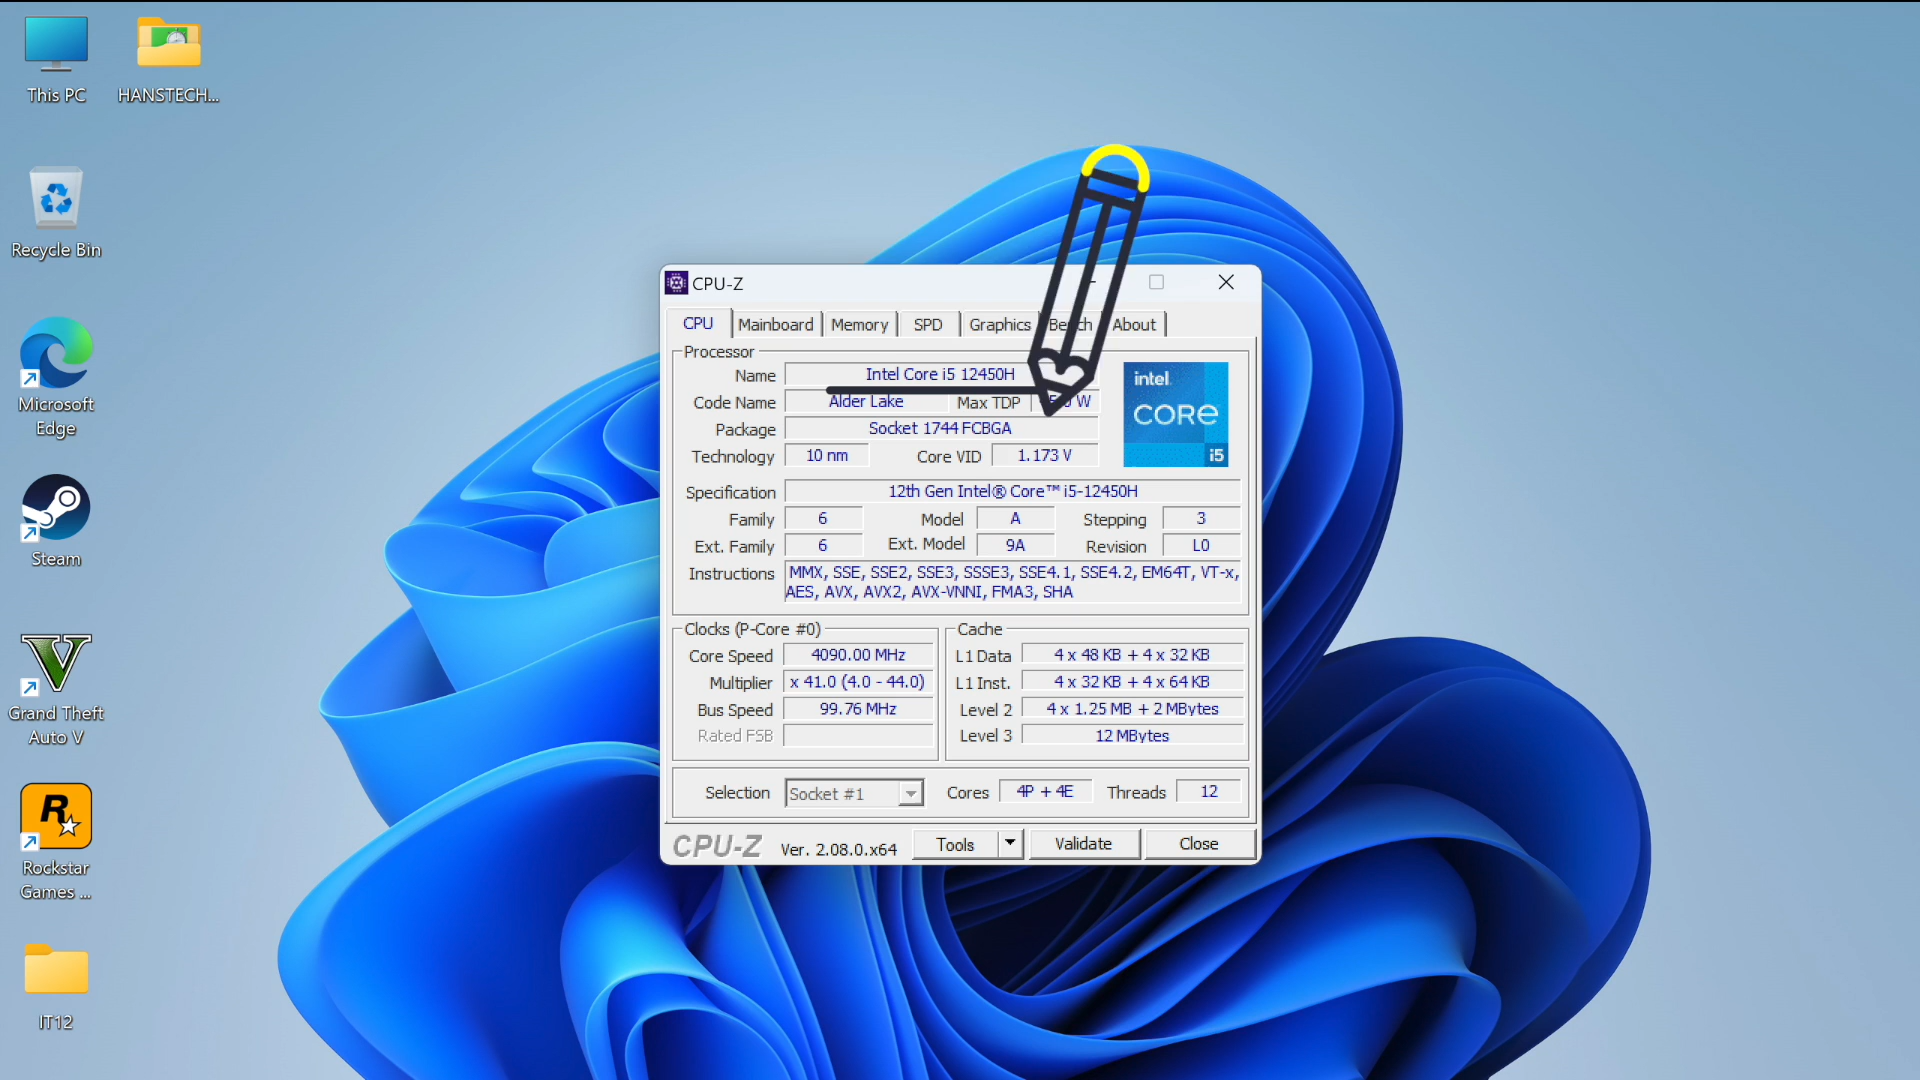 This PC
HANSTECH...
Recycle Bin
Microsoft
Edge
Steam
Grand Theft
Auto V
R
Rockstar
Games ...
IT12
CPU-Z
CPU Mainboard Memory SPD Graphics Bench About
Processor
Name Intel Core i5 12450H
Code Name Alder Lake Max TDP W
Package Socket 1744 FCBGA
Technology 10 nm Core VID 1.173 V
intel
CORE
i5
Specification 12th Gen Intel® Core™ i5-12450H
Family 6 Model A Stepping 3
Ext. Family 6 Ext. Model 9A Revision L0
Instructions MMX, SSE, SSE2, SSE3, SSSE3, SSE4.1, SSE4.2, EM64T, VT-x,
AES, AVX, AVX2, AVX-VNNI, FMA3, SHA
Clocks (P-Core #0)
Core Speed 4090.00 MHz
Multiplier x 41.0 (4.0 - 44.0)
Bus Speed 99.76 MHz
Rated FSB
Cache
L1 Data 4 x 48 KB + 4 x 32 KB
L1 Inst. 4 x 32 KB + 4 x 64 KB
Level 2 4 x 1.25 MB + 2 MBytes
Level 3 12 MBytes
Selection Socket #1 Cores 4P + 4E Threads 12
CPU-Z Ver. 2.08.0.x64 Tools Validate Close